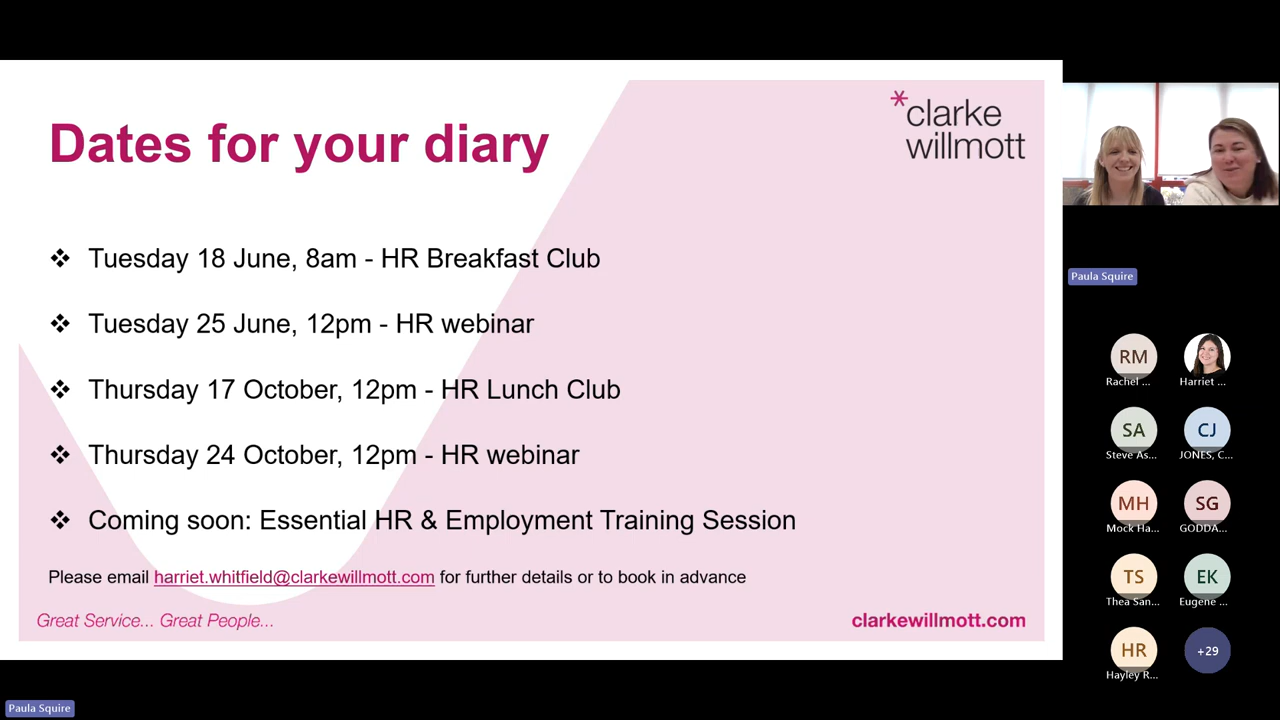 *clarke
willmott
Dates for your diary
❖ Tuesday 18 June, 8am - HR Breakfast Club
❖ Tuesday 25 June, 12pm - HR webinar
❖ Thursday 17 October, 12pm - HR Lunch Club
❖ Thursday 24 October, 12pm - HR webinar
❖ Coming soon: Essential HR & Employment Training Session
Please email harriet.whitfield@clarkewillmott.com for further details or to book in advance
Great Service... Great People...
clarkewillmott.com
Paula Squire
RM
Rachel ...
Harriet ...
SA
Steve As...
CJ
JONES, C...
MH
Mock Ha...
SG
GODDA...
TS
Thea San...
EK
Eugene ...
HR
Hayley R...
+29
Paula Squire